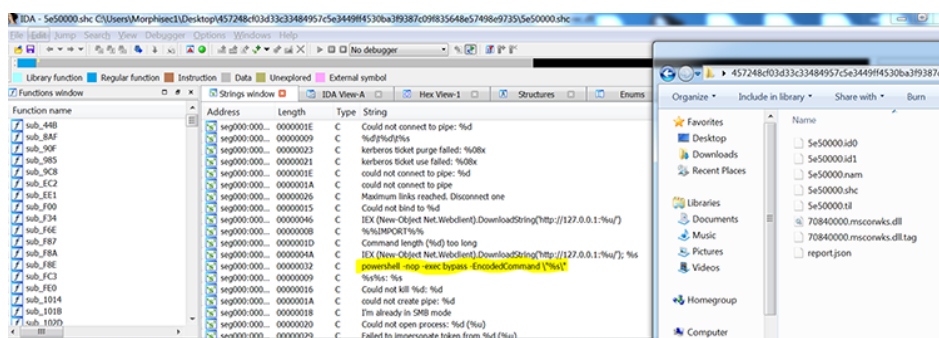 IDA - 5e50000.shc C:\Users\Morphisec1\Desktop\457248cf03d33c33484957c5e3449ff4530ba3f9387c09f835648e57498e9735\5e50000.shc
File Edit Jump Search View Debugger Options Windows Help
No debugger
Library function Regular function Instruction Data Unexplored External symbol
Functions window
Strings window IDA View-A Hex View-1 Structures Enums
Function name
sub_44B
sub_8AF
sub_90F
sub_985
sub_9C8
sub_EC2
sub_EE1
sub_F00
sub_F34
sub_F6E
sub_F87
sub_F8A
sub_F8E
sub_FC3
sub_FE0
sub_1014
sub_101B
sub_102D
Address Length Type String
seg000:000... 0000001E C Could not connect to pipe: %d
seg000:000... 00000009 C %d\t%d\t%s
seg000:000... 00000023 C kerberos ticket purge failed: %08x
seg000:000... 00000021 C kerberos ticket use failed: %08x
seg000:000... 0000001E C could not connect to pipe: %d
seg000:000... 0000001A C could not connect to pipe
seg000:000... 00000026 C Maximum links reached. Disconnect one
seg000:000... 00000015 C Could not bind to %d
seg000:000... 00000046 C IEX (New-Object Net.Webclient).DownloadString('http://127.0.0.1:%u/')
seg000:000... 0000000B C %%IMPORT%%
seg000:000... 0000001D C Command length (%d) too long
seg000:000... 0000004A C IEX (New-Object Net.Webclient).DownloadString('http://127.0.0.1:%u/'); %s
seg000:000... 00000032 C powershell -nop -exec bypass -EncodedCommand \"%s\"
seg000:000... 00000009 C %s%s: %s
seg000:000... 00000016 C Could not kill %d: %d
seg000:000... 0000001A C could not create pipe: %d
seg000:000... 00000018 C I'm already in SMB mode
seg000:000... 00000020 C Could not open process: %d (%u)
seg000:000... 00000029 C Failed to impersonate token from %d (%u)
457248cf03d33c33484957c5e3449ff4530ba3f9387
Organize Include in library Share with Burn
Favorites
Desktop
Downloads
Recent Places
Libraries
Documents
Music
Pictures
Videos
Homegroup
Computer
Name
5e50000.id0
5e50000.id1
5e50000.nam
5e50000.shc
5e50000.til
70840000.mscorwks.dll
70840000.mscorwks.dll.tag
report.json